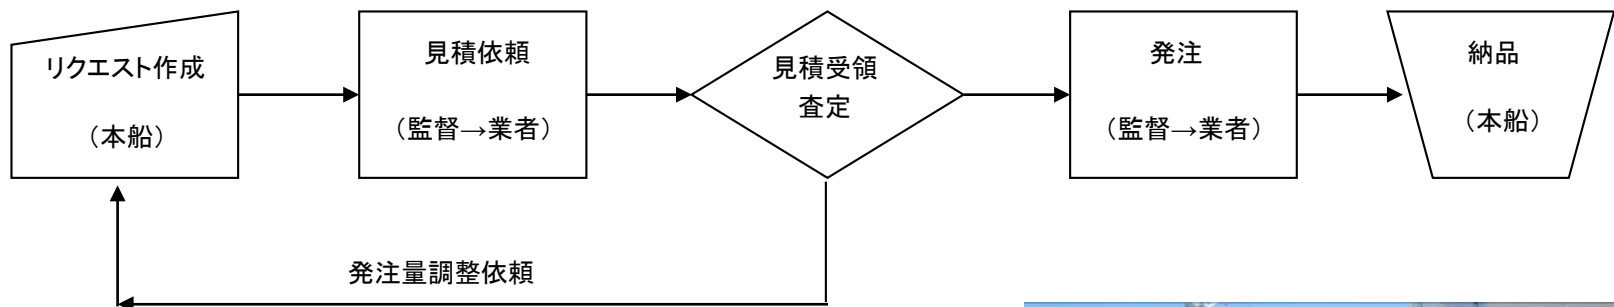 リクエスト作成
（本船）
見積依頼
（監督→業者）
見積受領
査定
発注
（監督→業者）
納品
（本船）
発注量調整依頼